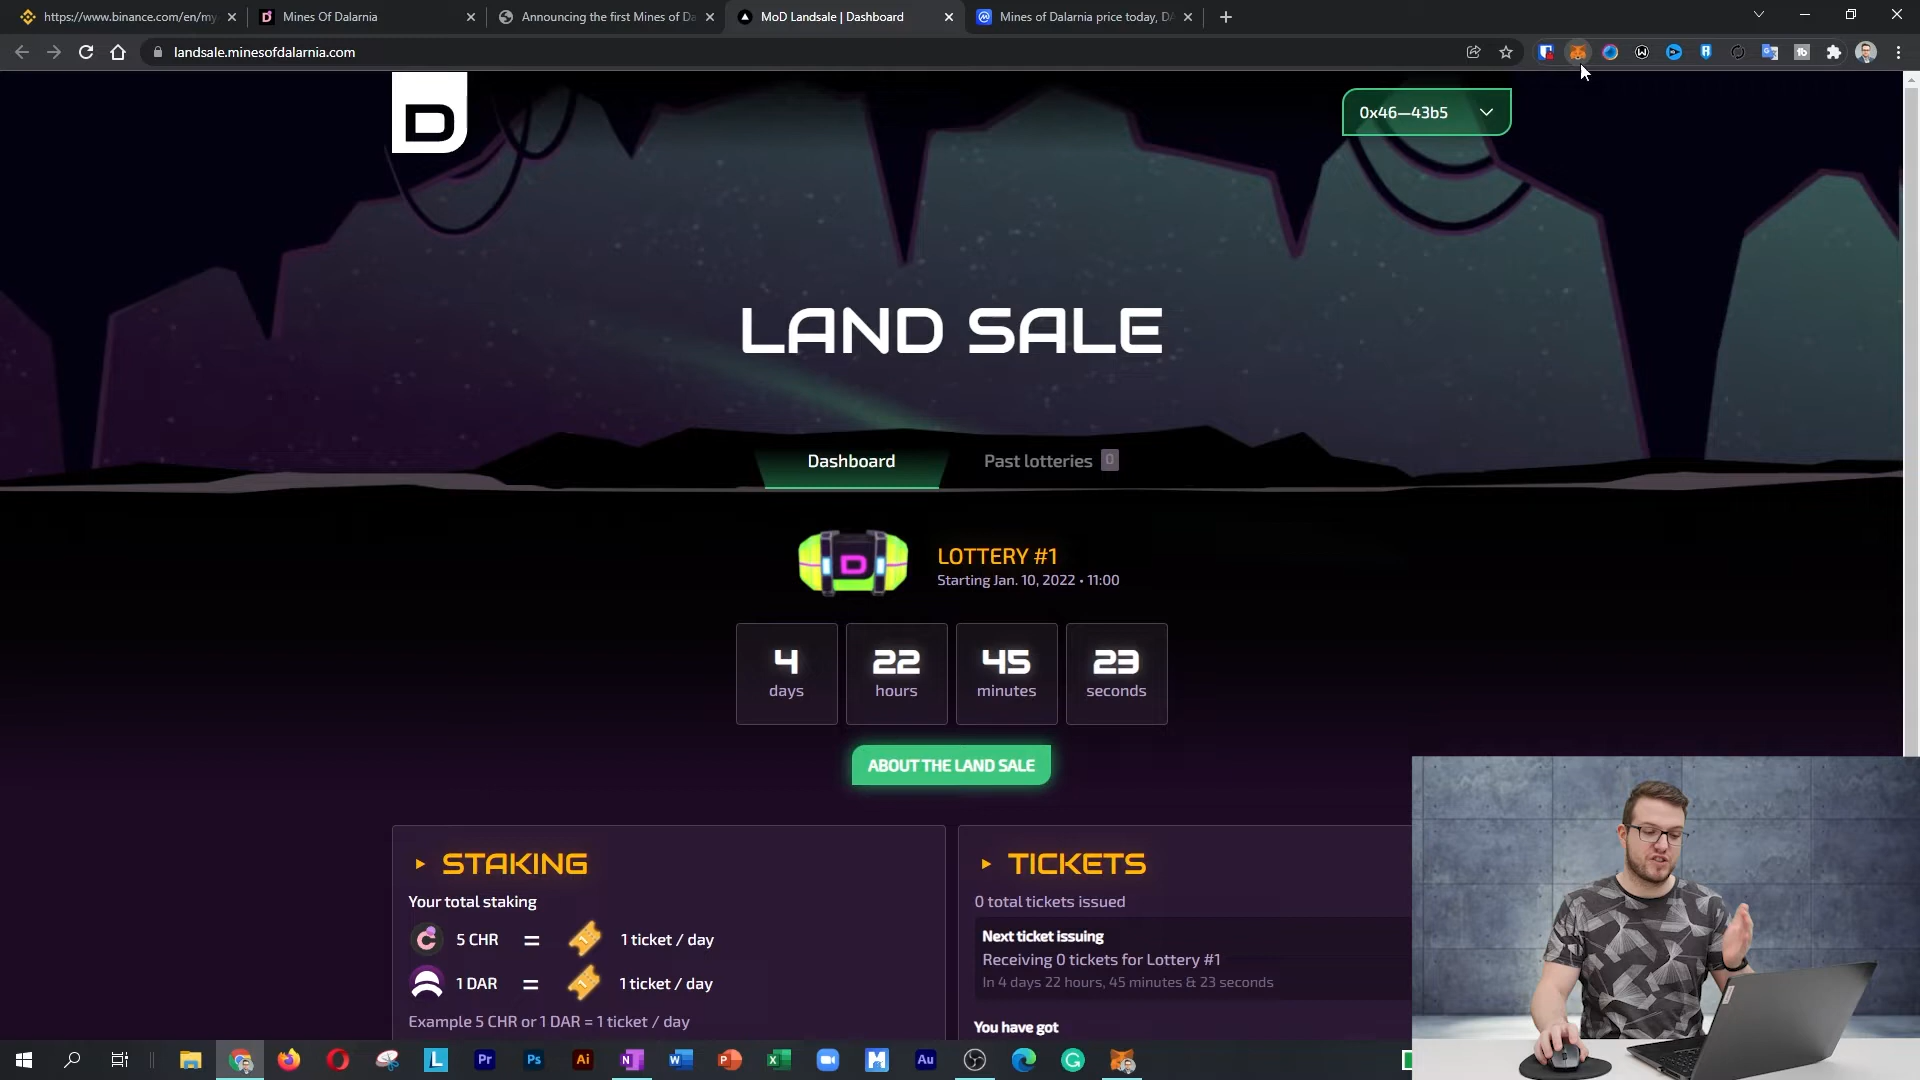 https://www.binance.com/en/my
Mines Of Dalarnia
Announcing the first Mines of Da
MoD Landsale | Dashboard
Mines of Dalarnia price today, DA
landsale.minesofdalarnia.com
D
0x46—43b5
LAND SALE
Dashboard
Past lotteries 0
D
LOTTERY #1
Starting Jan. 10, 2022 • 11:00
4 days
22 hours
45 minutes
23 seconds
ABOUT THE LAND SALE
STAKING
Your total staking
5 CHR = 1 ticket / day
1 DAR = 1 ticket / day
Example 5 CHR or 1 DAR = 1 ticket / day
TICKETS
0 total tickets issued
Next ticket issuing
Receiving 0 tickets for Lottery #1
In 4 days 22 hours, 45 minutes & 23 seconds
You have got
L Pr Ps Ai N W P X M Au G